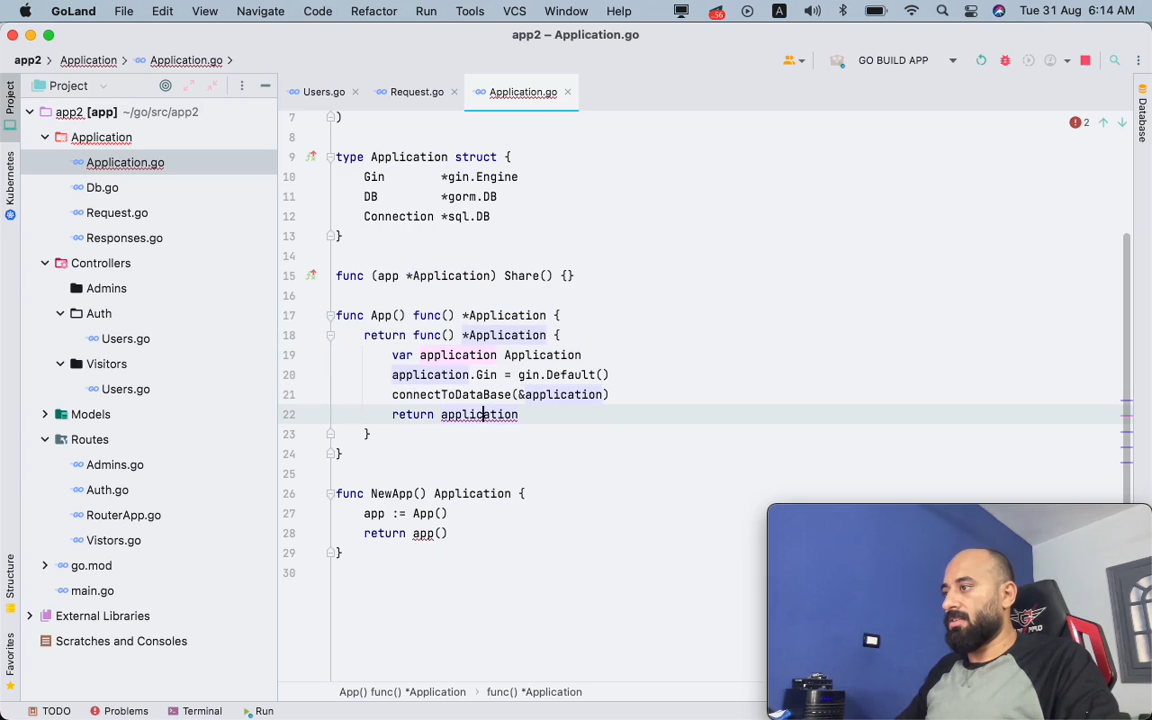 GoLand File Edit View Navigate Code Refactor Run Tools VCS Window Help .56 A Tue 31 Aug 6:14 AM
app2 – Application.go
app2 Application Application.go GO BUILD APP
Project Users.go Request.go Application.go
Project
Kubernetes
Structure
Favorites
Database
app2 [app] ~/go/src/app2
Application
Application.go
Db.go
Request.go
Responses.go
Controllers
Admins
Auth
Users.go
Visitors
Users.go
Models
Routes
Admins.go
Auth.go
RouterApp.go
Vistors.go
go.mod
main.go
External Libraries
Scratches and Consoles
2
7 )
8
9 type Application struct {
10 Gin *gin.Engine
11 DB *gorm.DB
12 Connection *sql.DB
13 }
14
15 func (app *Application) Share() {}
16
17 func App() func() *Application {
18 return func() *Application {
19 var application Application
20 application.Gin = gin.Default()
21 connectToDataBase(&application)
22 return application
23 }
24 }
25
26 func NewApp() Application {
27 app := App()
28 return app()
29 }
30
App() func() *Application func() *Application
TODO Problems Terminal Run